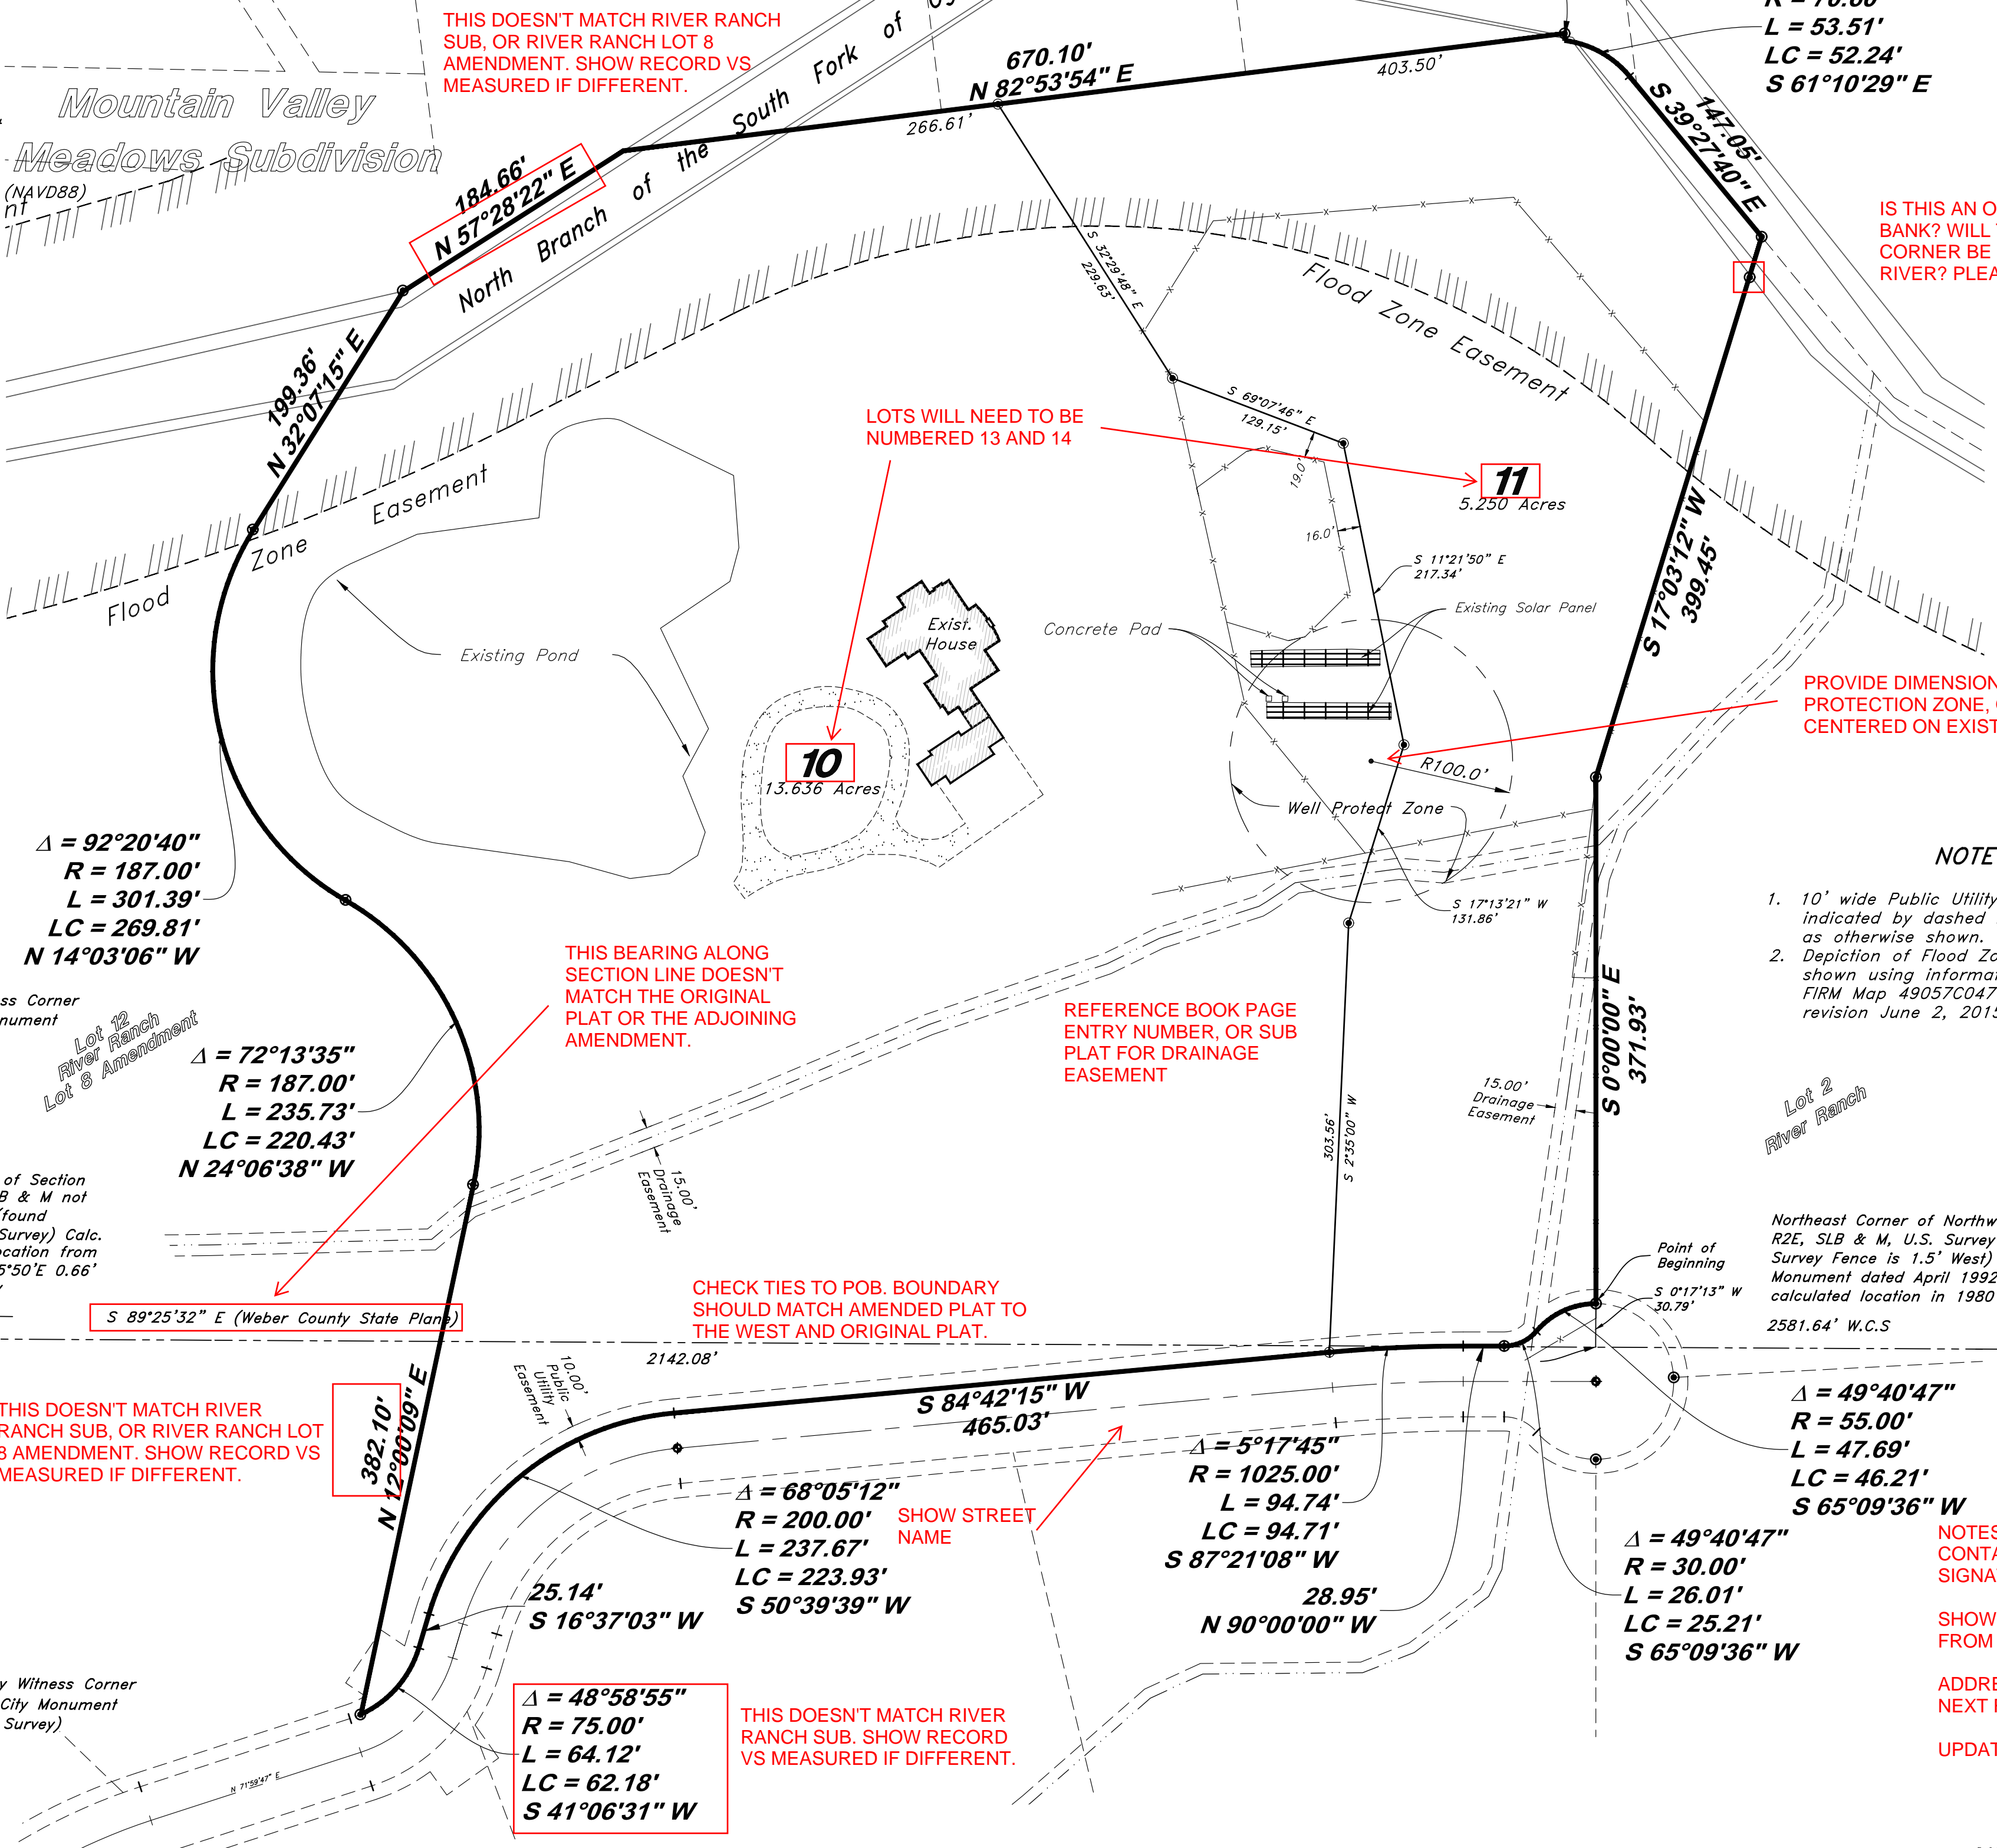 THIS DOESN'T MATCH RIVER RANCH
SUB, OR RIVER RANCH LOT 8
AMENDMENT. SHOW RECORD VS
MEASURED IF DIFFERENT.
South Fork of
North Branch of the
670.10'
N 82°53'54" E
266.61'
403.50'
L = 53.51'
LC = 52.24'
S 61°10'29" E
147.05'
S 39°27'40" E
Mountain Valley
Meadows Subdivision
(NAVD88)
184.66'
N 57°28'22" E
IS THIS AN O
BANK? WILL
CORNER BE
RIVER? PLEA
S 32°29'48" E
229.63'
Flood Zone Easement
199.36'
N 32°07'15" E
Flood Zone Easement
LOTS WILL NEED TO BE
NUMBERED 13 AND 14
S 69°07'46" E
129.15'
19.0'
16.0'
11
5.250 Acres
S 11°21'50" E
217.34'
S 17°03'12" W
399.45'
Existing Pond
Exist.
House
Concrete Pad
Existing Solar Panel
10
13.636 Acres
R100.0'
Well Protect Zone
PROVIDE DIMENSION
PROTECTION ZONE,
CENTERED ON EXIST
Δ = 92°20'40"
R = 187.00'
L = 301.39'
LC = 269.81'
N 14°03'06" W
NOTE
1. 10' wide Public Utility
indicated by dashed
as otherwise shown.
2. Depiction of Flood Zo
shown using informat
FIRM Map 49057C047
revision June 2, 2015
S 17°13'21" W
131.86'
ss Corner
nument
Lot 12
River Ranch
Lot 8 Amendment
THIS BEARING ALONG
SECTION LINE DOESN'T
MATCH THE ORIGINAL
PLAT OR THE ADJOINING
AMENDMENT.
REFERENCE BOOK PAGE
ENTRY NUMBER, OR SUB
PLAT FOR DRAINAGE
EASEMENT
S 0°00'00" E
371.93'
Δ = 72°13'35"
R = 187.00'
L = 235.73'
LC = 220.43'
N 24°06'38" W
15.00'
Drainage
Easement
15.00'
Drainage
Easement
303.56'
S 2°35'00" W
Lot 2
River Ranch
of Section
B & M not
(found
Survey) Calc.
ocation from
5°50'E 0.66'
Northeast Corner of Northw
R2E, SLB & M, U.S. Survey
Survey Fence is 1.5' West)
Monument dated April 1992
calculated location in 1980
2581.64' W.C.S
Point of
Beginning
S 0°17'13" W
30.79'
S 89°25'32" E (Weber County State Plane)
CHECK TIES TO POB. BOUNDARY
SHOULD MATCH AMENDED PLAT TO
THE WEST AND ORIGINAL PLAT.
2142.08'
10.00'
Public
Utility
Easement
S 84°42'15" W
465.03'
THIS DOESN'T MATCH RIVER
RANCH SUB, OR RIVER RANCH LOT
8 AMENDMENT. SHOW RECORD VS
MEASURED IF DIFFERENT.
382.10'
N 12°00'09" E
Δ = 68°05'12"
R = 200.00'
L = 237.67'
LC = 223.93'
S 50°39'39" W
SHOW STREET
NAME
Δ = 5°17'45"
R = 1025.00'
L = 94.74'
LC = 94.71'
S 87°21'08" W
28.95'
N 90°00'00" W
Δ = 49°40'47"
R = 55.00'
L = 47.69'
LC = 46.21'
S 65°09'36" W
Δ = 49°40'47"
R = 30.00'
L = 26.01'
LC = 25.21'
S 65°09'36" W
NOTES
CONTA
SIGNA
SHOW
FROM
ADDRE
NEXT
UPDAT
25.14'
S 16°37'03" W
y Witness Corner
City Monument
Survey)
Δ = 48°58'55"
R = 75.00'
L = 64.12'
LC = 62.18'
S 41°06'31" W
THIS DOESN'T MATCH RIVER
RANCH SUB. SHOW RECORD
VS MEASURED IF DIFFERENT.
N 71°59'47" E